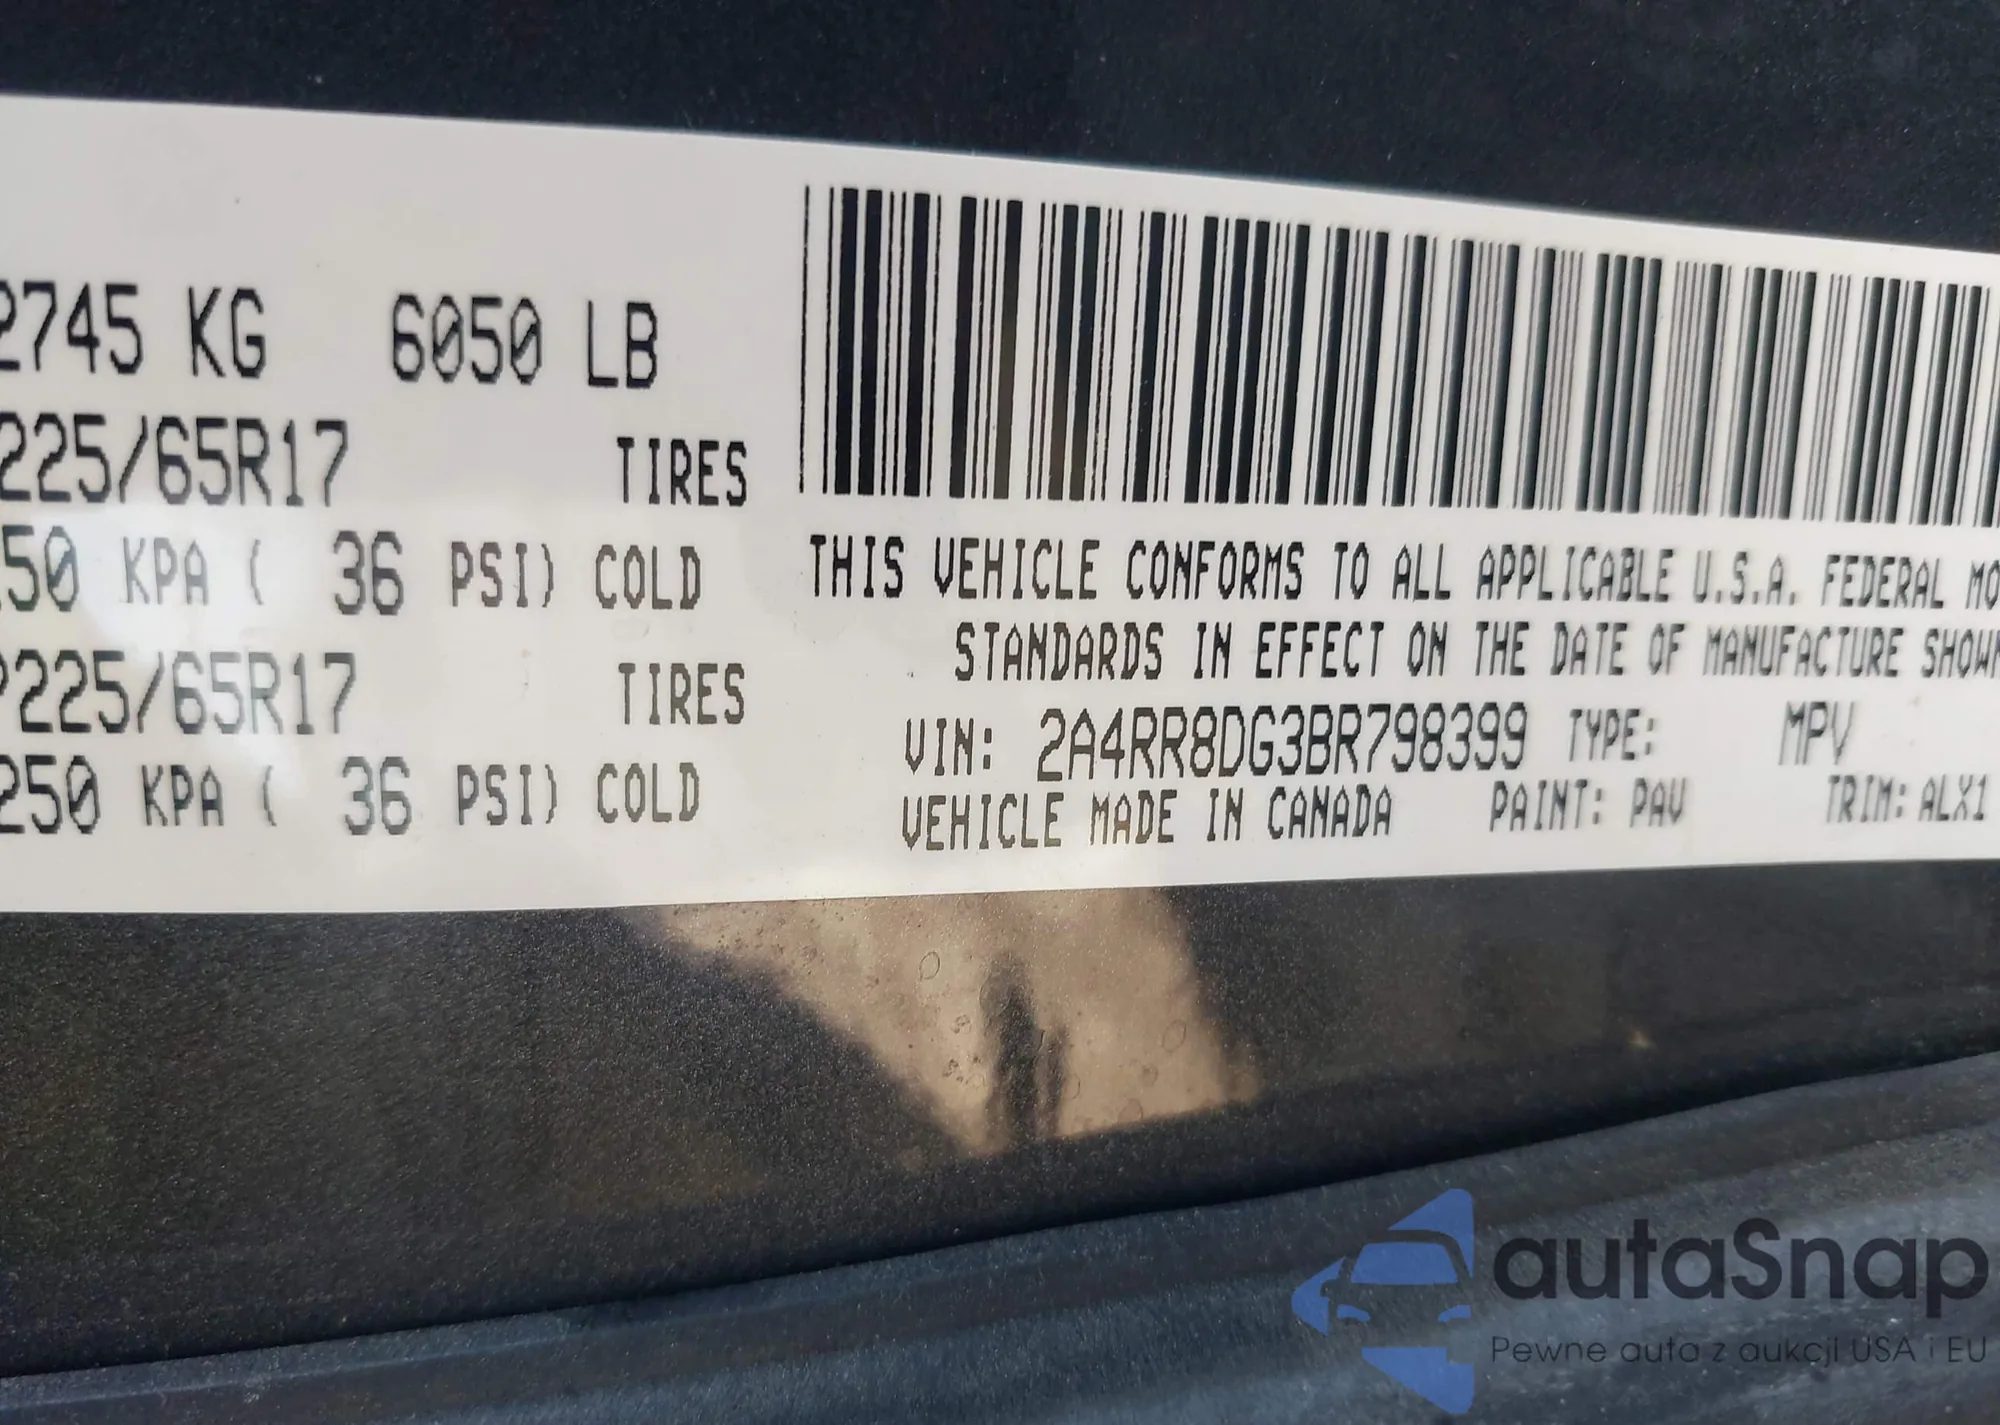 2745 KG 6050 LB
225/65R17 TIRES
250 KPA ( 36 PSI) COLD
P225/65R17 TIRES
250 KPA ( 36 PSI) COLD
THIS VEHICLE CONFORMS TO ALL APPLICABLE U.S.A. FEDERAL MO
STANDARDS IN EFFECT ON THE DATE OF MANUFACTURE SHOWN
VIN: 2A4RR8DG3BR798399 TYPE: MPV
VEHICLE MADE IN CANADA PAINT: PAV TRIM: ALX1
autaSnap
Pewne auta z aukcji USA i EU